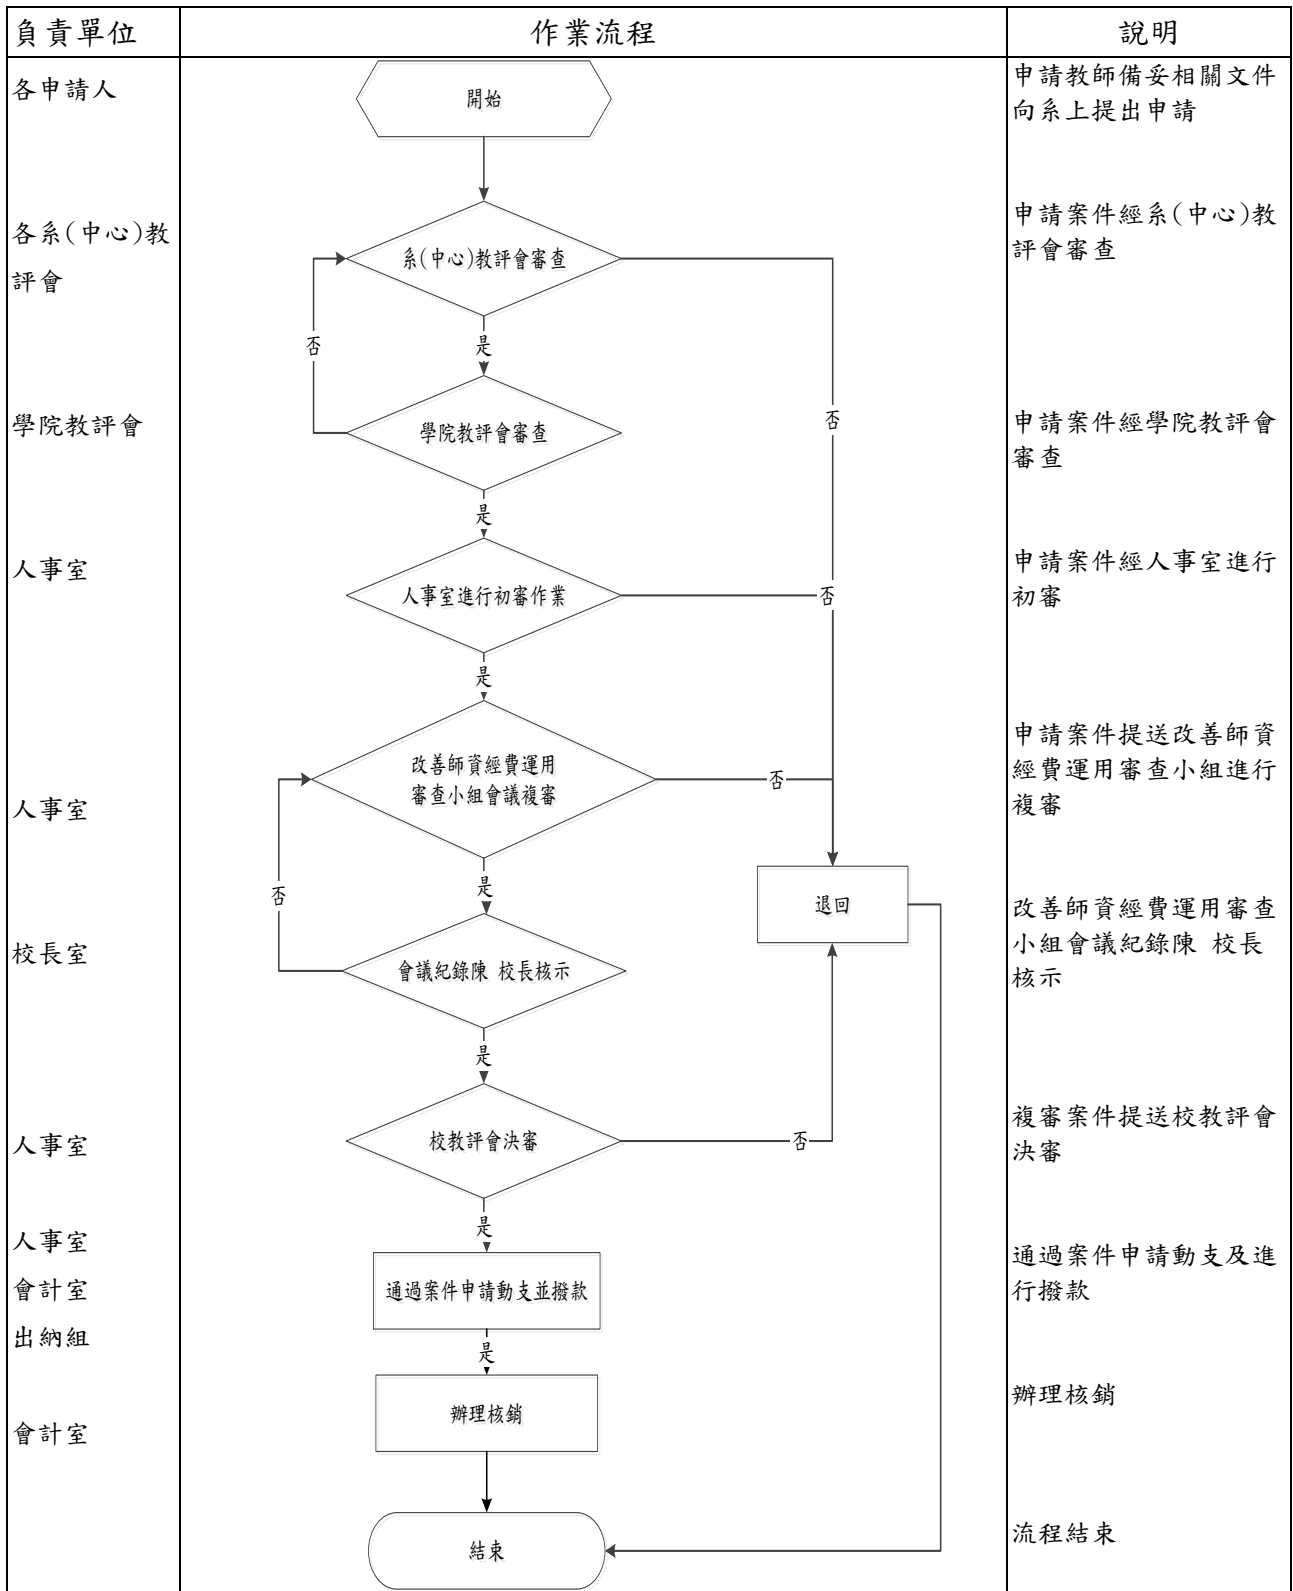 負責單位
作業流程
說明
各申請人
開始
申請教師備妥相關文件
向系上提出申請
各系(中心)教
評會
系(中心)教評會審查
申請案件經系(中心)教
評會審查
否
是
學院教評會
學院教評會審查
否
申請案件經學院教評會
審查
是
人事室
人事室進行初審作業
否
申請案件經人事室進行
初審
是
人事室
改善師資經費運用
審查小組會議複審
否
申請案件提送改善師資
經費運用審查小組進行
複審
否
是
退回
校長室
會議紀錄陳 校長核示
改善師資經費運用審查
小組會議紀錄陳 校長
核示
是
人事室
校教評會決審
否
複審案件提送校教評會
決審
是
人事室
會計室
出納組
通過案件申請動支並撥款
通過案件申請動支及進
行撥款
是
會計室
辦理核銷
辦理核銷
結束
流程結束